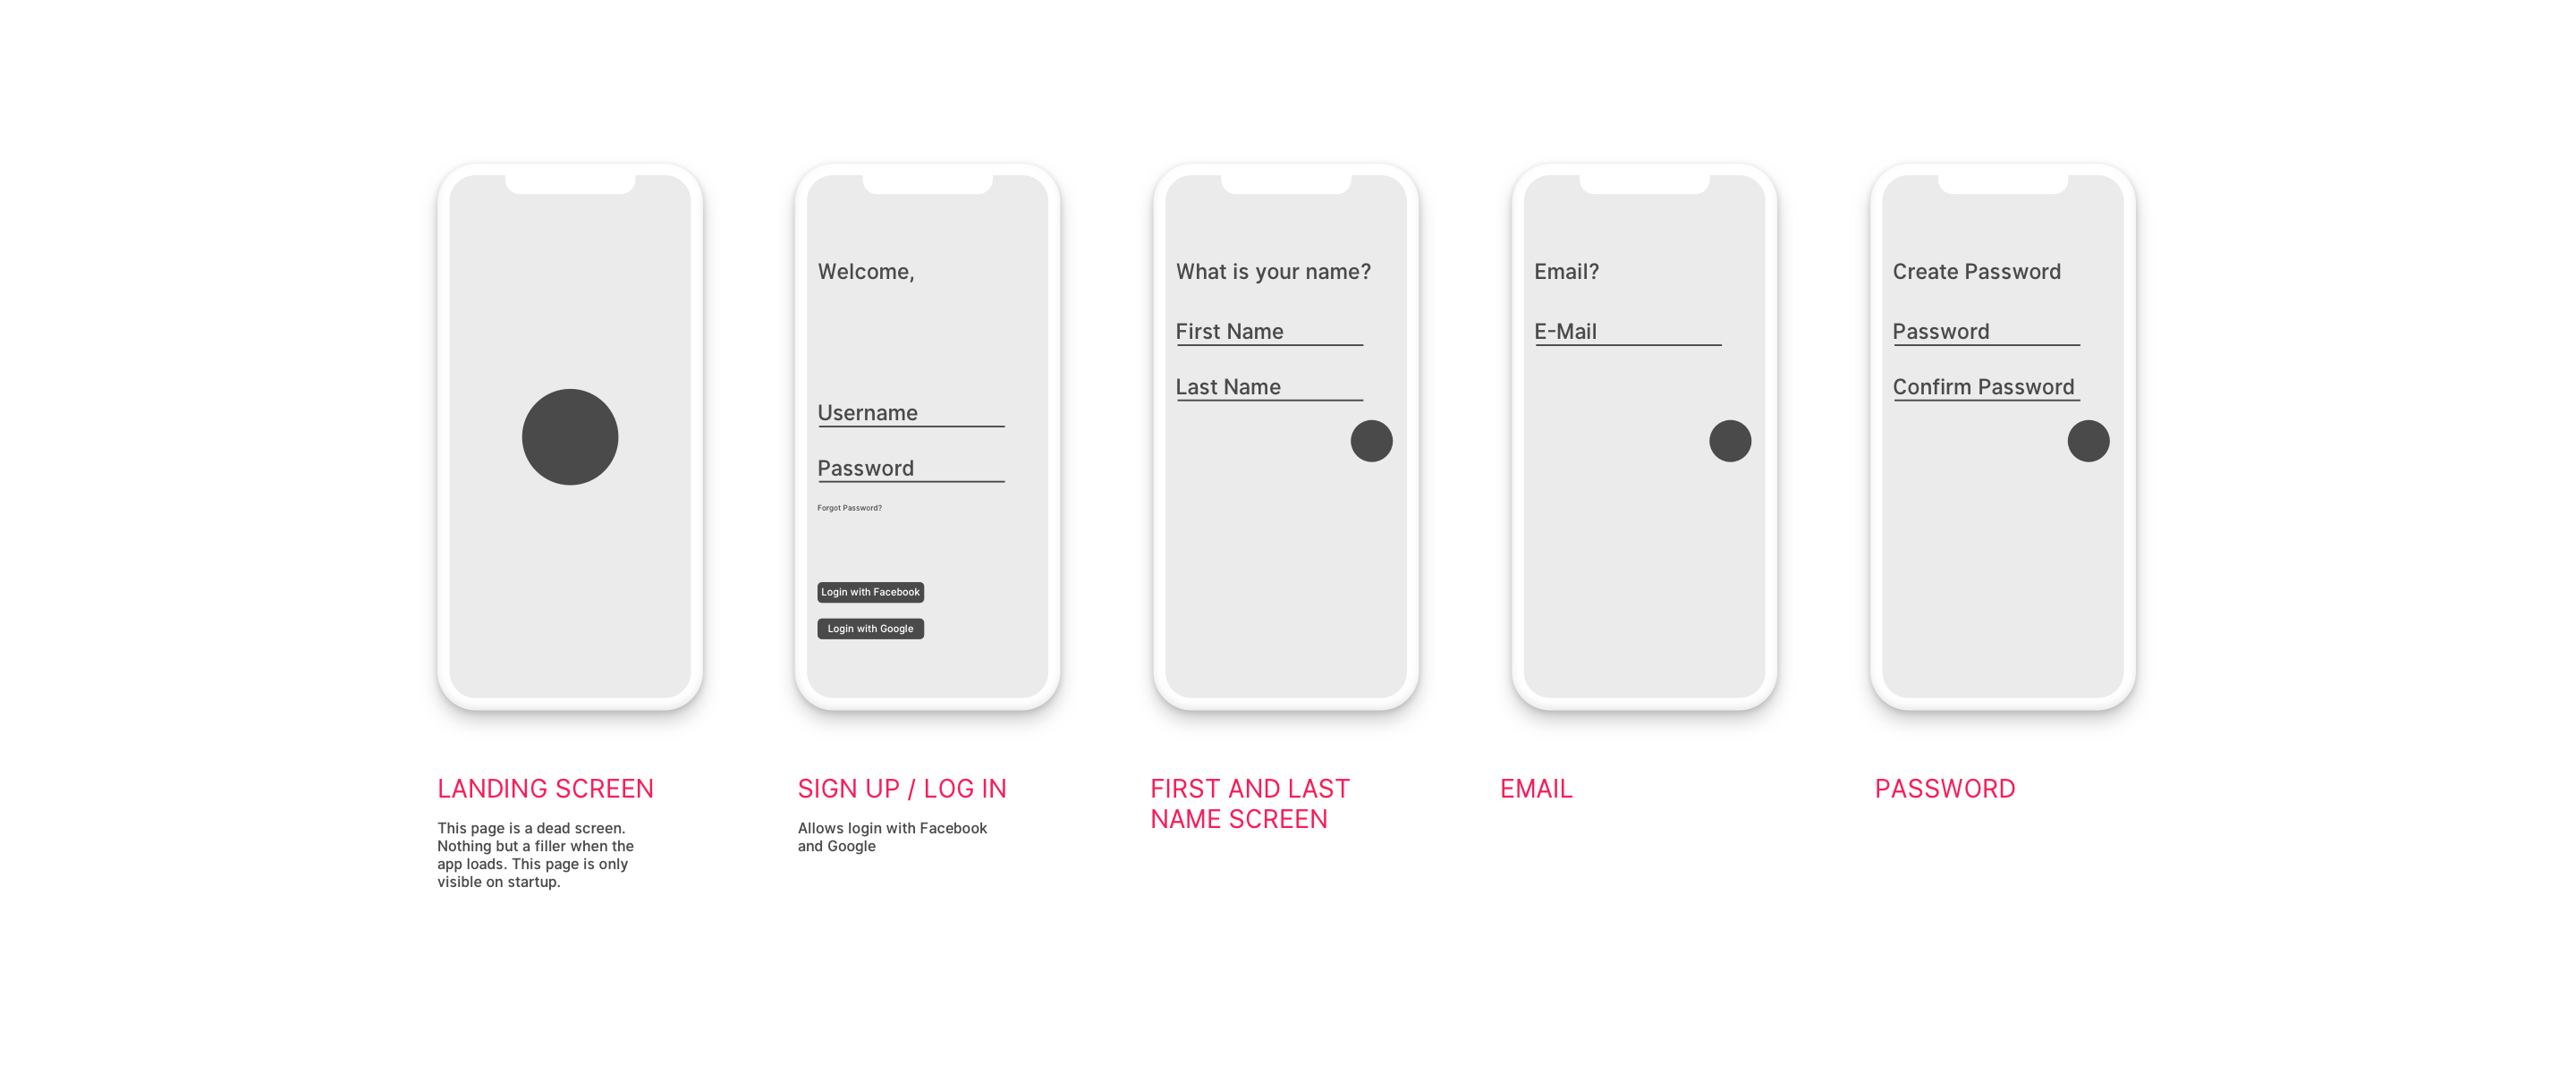 Welcome,
Username
Password
Forgot Password?
Login with Facebook
Login with Google
What is your name?
First Name
Last Name
Email?
E-Mail
Create Password
Password
Confirm Password
LANDING SCREEN
This page is a dead screen.
Nothing but a filler when the
app loads. This page is only
visible on startup.
SIGN UP / LOG IN
Allows login with Facebook
and Google
FIRST AND LAST
NAME SCREEN
EMAIL
PASSWORD